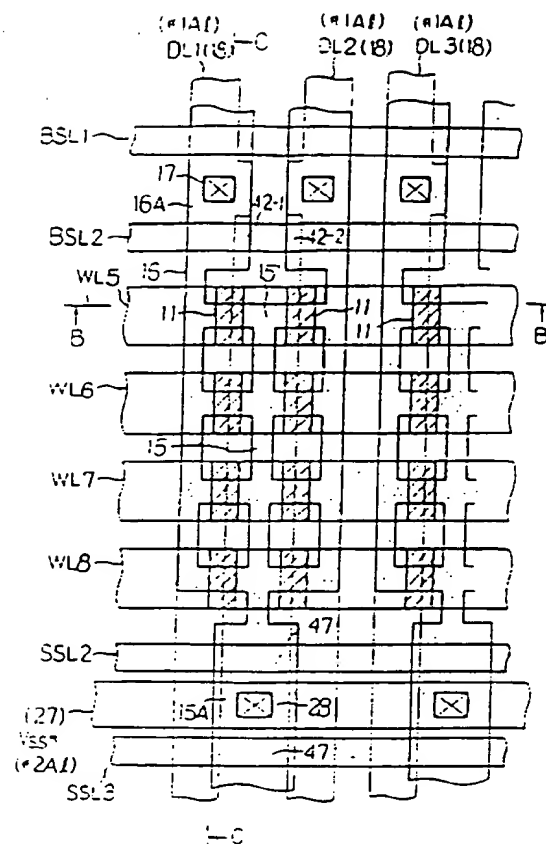 (*1Al) (*1Al) (*1Al)
DL1(18) C DL2(18) DL3(18)
BSL1
17
16A
42-1
BSL2
42-2
16
15
WL5
11 11 11
B B
WL6
15
WL7
WL8
47
SSL2
(27) 15A 28
VSS
(*2Al)
47
SSL3
C